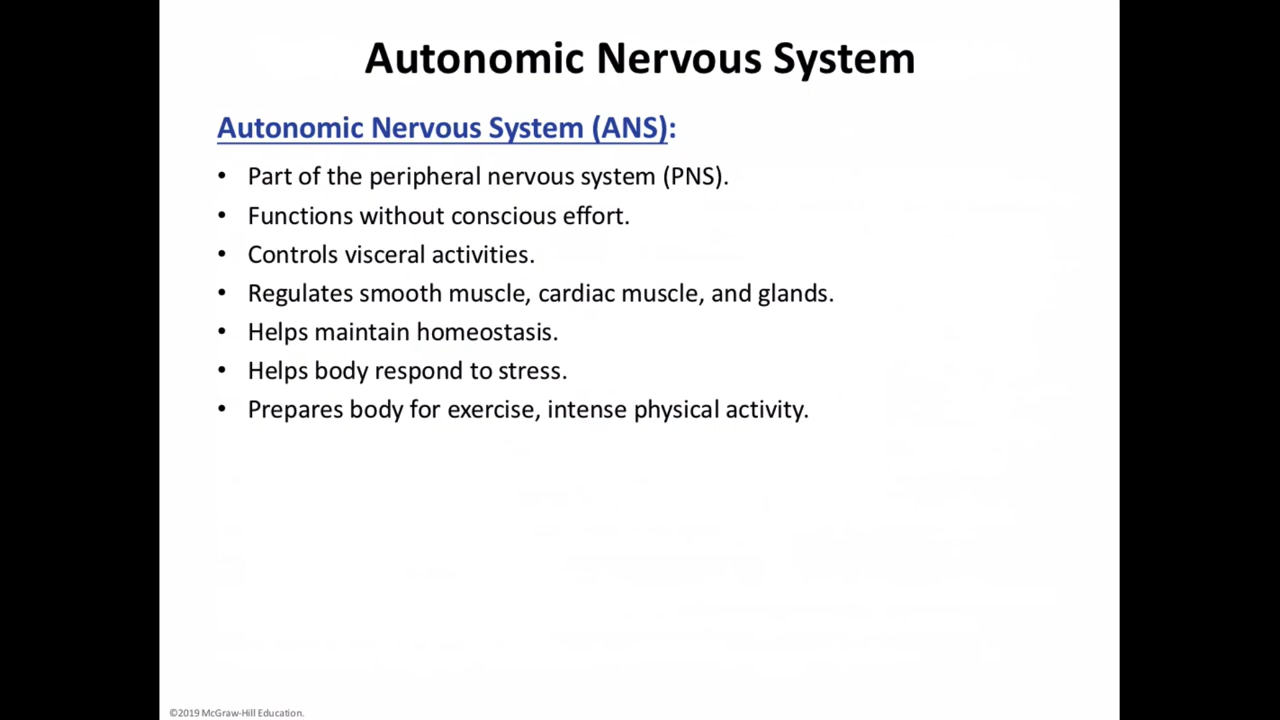 Autonomic Nervous System
Autonomic Nervous System (ANS):
• Part of the peripheral nervous system (PNS).
• Functions without conscious effort.
• Controls visceral activities.
• Regulates smooth muscle, cardiac muscle, and glands.
• Helps maintain homeostasis.
• Helps body respond to stress.
• Prepares body for exercise, intense physical activity.
©2019 McGraw-Hill Education.